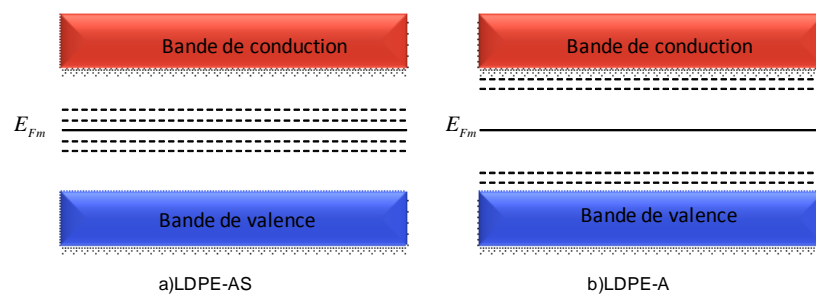 Bande de conduction
Bande de conduction
E_Fm
E_Fm
Bande de valence
Bande de valence
a)LDPE-AS
b)LDPE-A